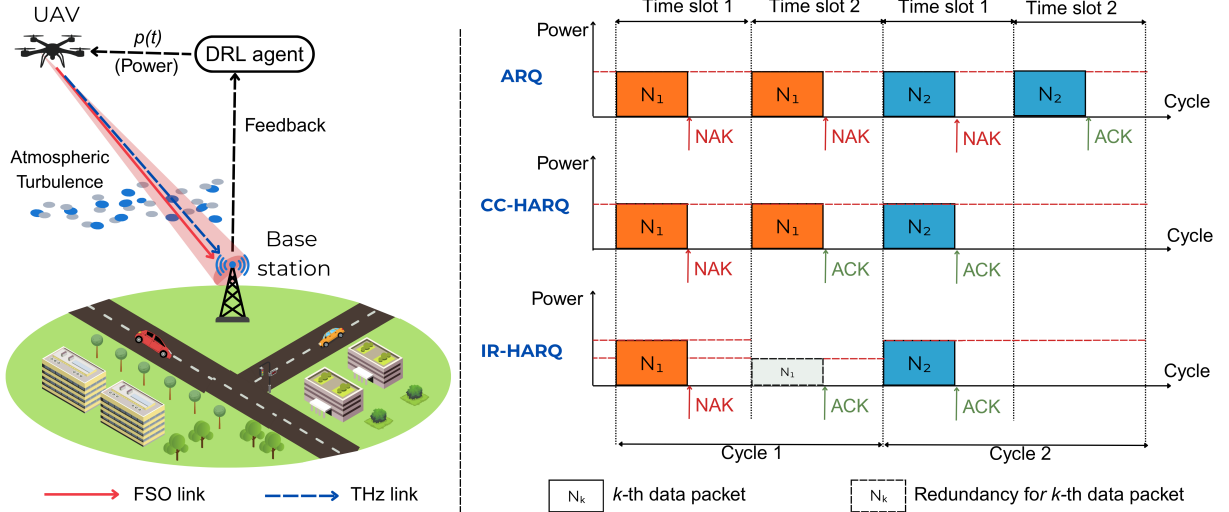 UAV
p(t)
(Power)
DRL agent
Feedback
Atmospheric
Turbulence
Base
station
FSO link
THz link
Time slot 1
Time slot 2
Time slot 1
Time slot 2
Power
ARQ
N₁
N₁
N₂
N₂
Cycle
NAK
NAK
NAK
ACK
Power
CC-HARQ
N₁
N₁
N₂
Cycle
NAK
ACK
ACK
Power
IR-HARQ
N₁
N₁
N₂
Cycle
NAK
ACK
ACK
Cycle 1
Cycle 2
Nₖ
k-th data packet
Nₖ
Redundancy for k-th data packet